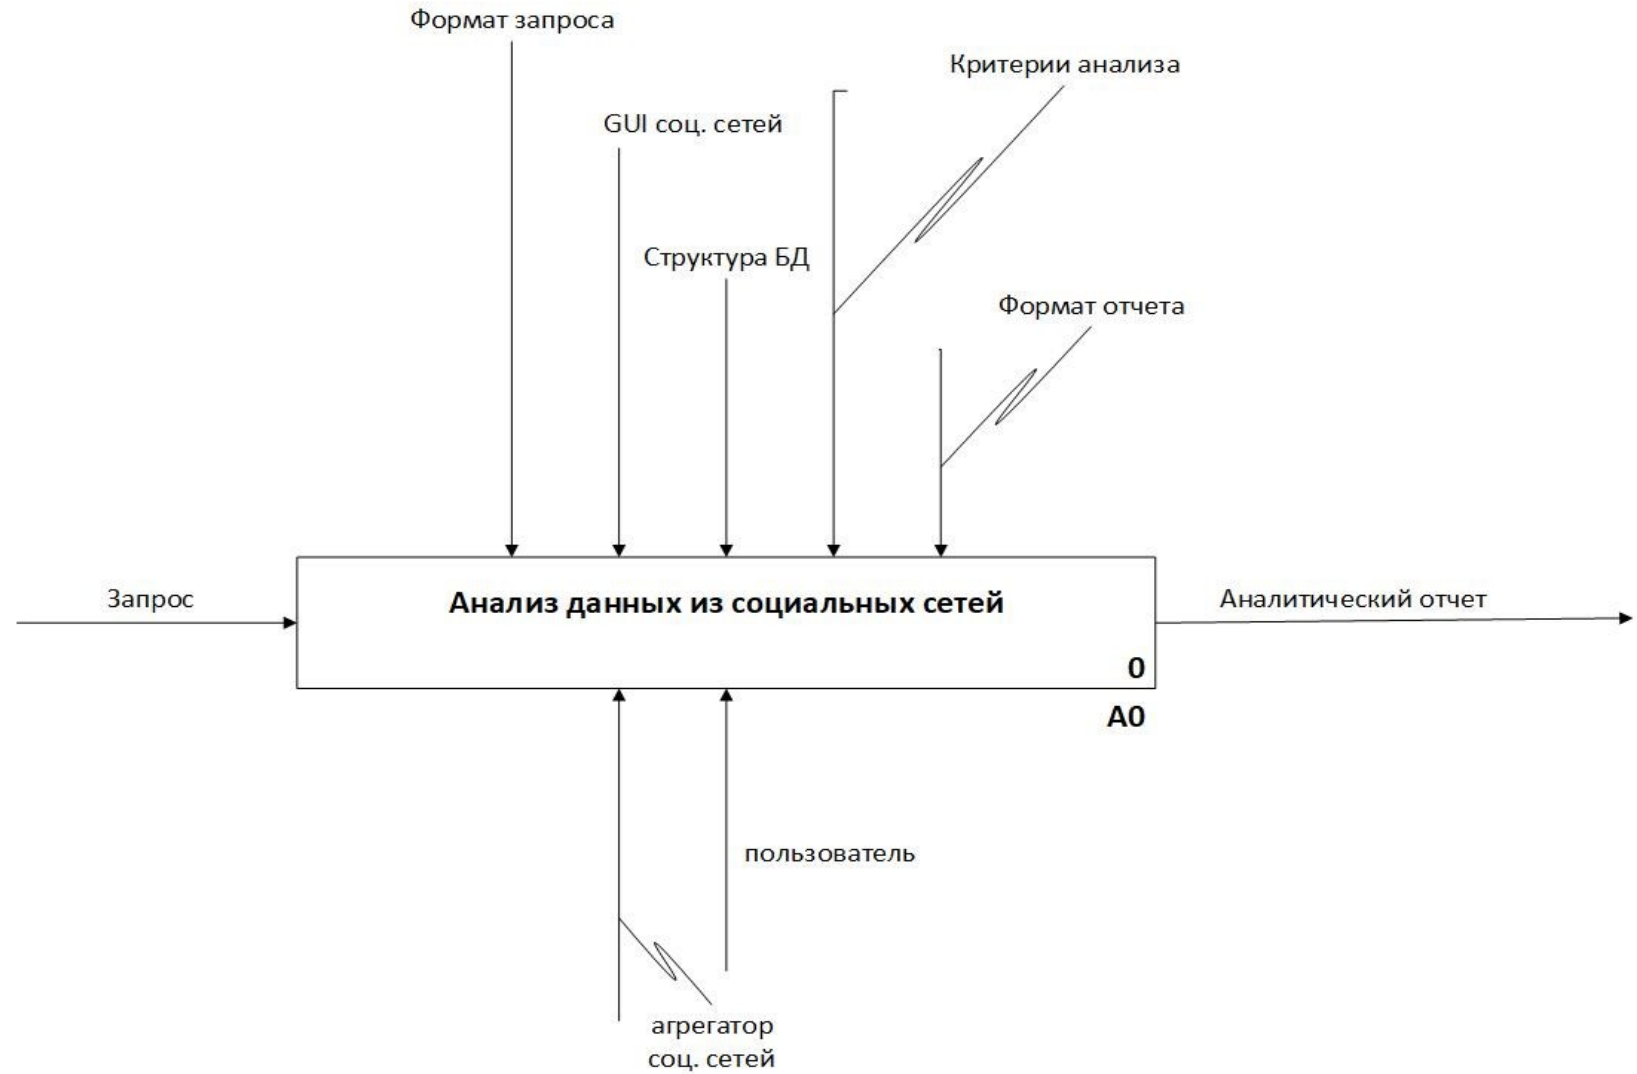 Формат запроса
Критерии анализа
GUI соц. сетей
Структура БД
Формат отчета
Запрос
Анализ данных из социальных сетей
Аналитический отчет
0
A0
пользователь
агрегатор
соц. сетей